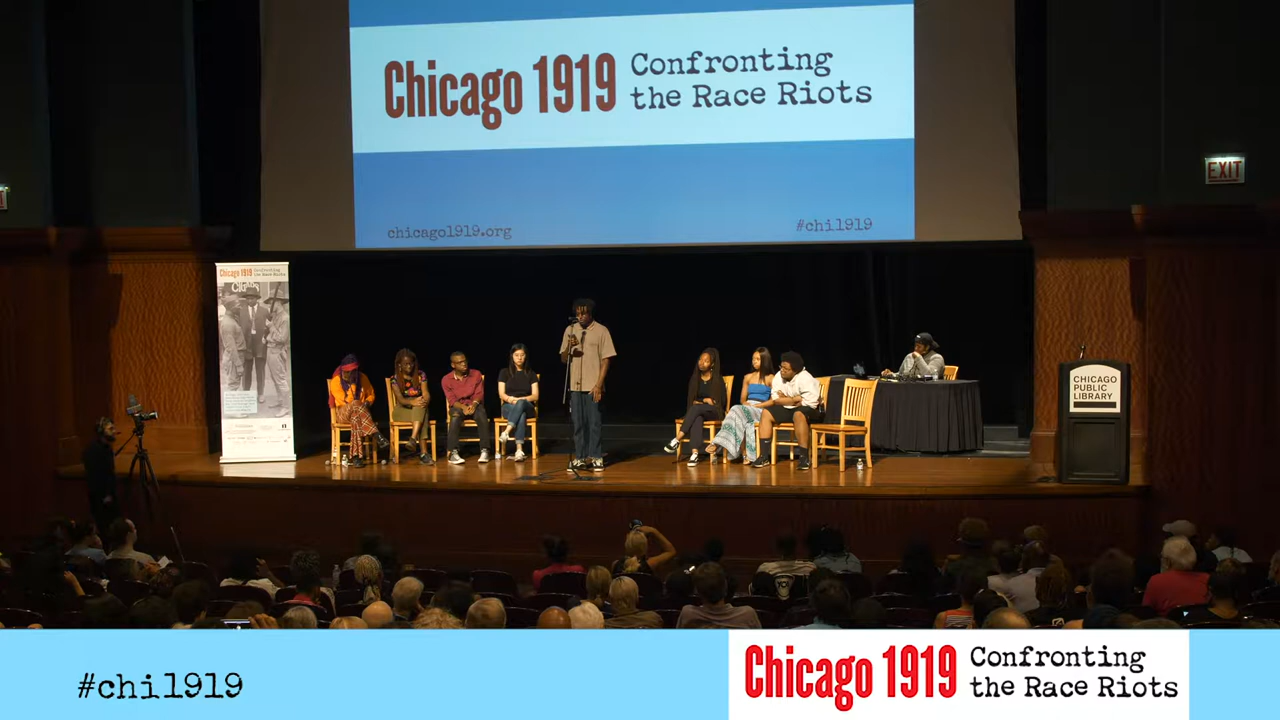 Chicago 1919
Confronting
the Race Riots
chicago1919.org
#chi1919
EXIT
Chicago 1919
Confronting
the Race Riots
CIGARS
CHICAGO
PUBLIC
LIBRARY
#chi1919
Chicago 1919
Confronting
the Race Riots